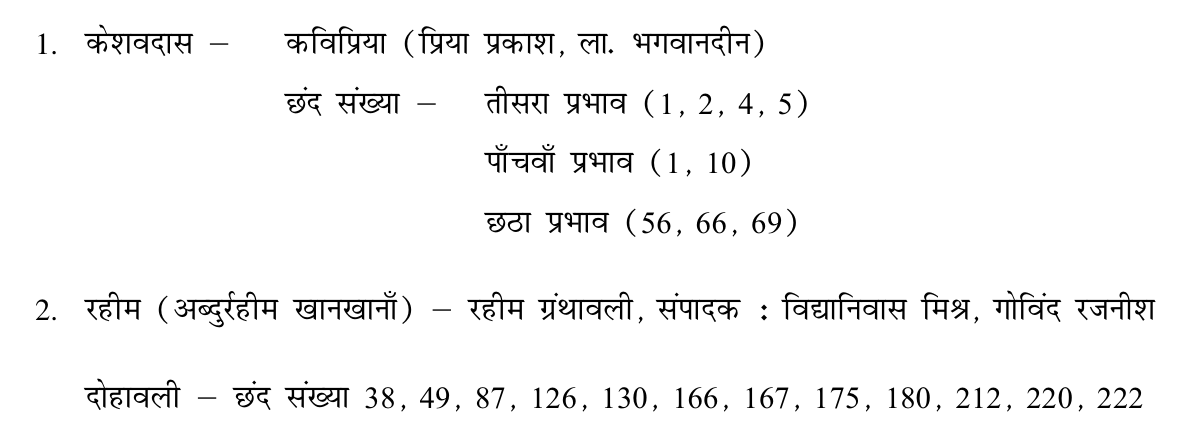 1. केशवदास – कविप्रिया (प्रिया प्रकाश, ला. भगवानदीन)
छंद संख्या – तीसरा प्रभाव (1, 2, 4, 5)
पाँचवाँ प्रभाव (1, 10)
छठा प्रभाव (56, 66, 69)
2. रहीम (अब्दुर्रहीम खानखानाँ) – रहीम ग्रंथावली, संपादक : विद्यानिवास मिश्र, गोविंद रजनीश
दोहावली – छंद संख्या 38, 49, 87, 126, 130, 166, 167, 175, 180, 212, 220, 222